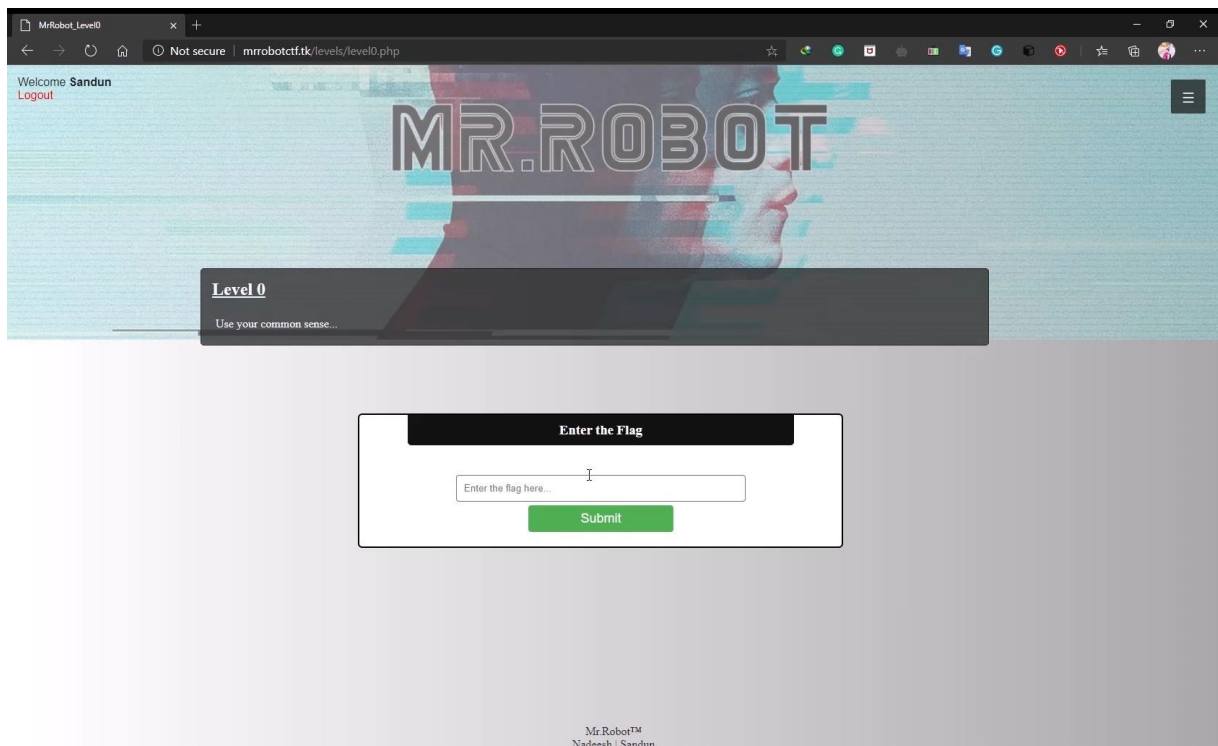 MrRobot_Level0
Not secure | mrrobotctf.tk/levels/level0.php
Welcome Sandun
Logout
MR.ROBOT
Level 0
Use your common sense...
Enter the Flag
Enter the flag here...
Submit
Mr.Robot™
Nadeesh | Sandun